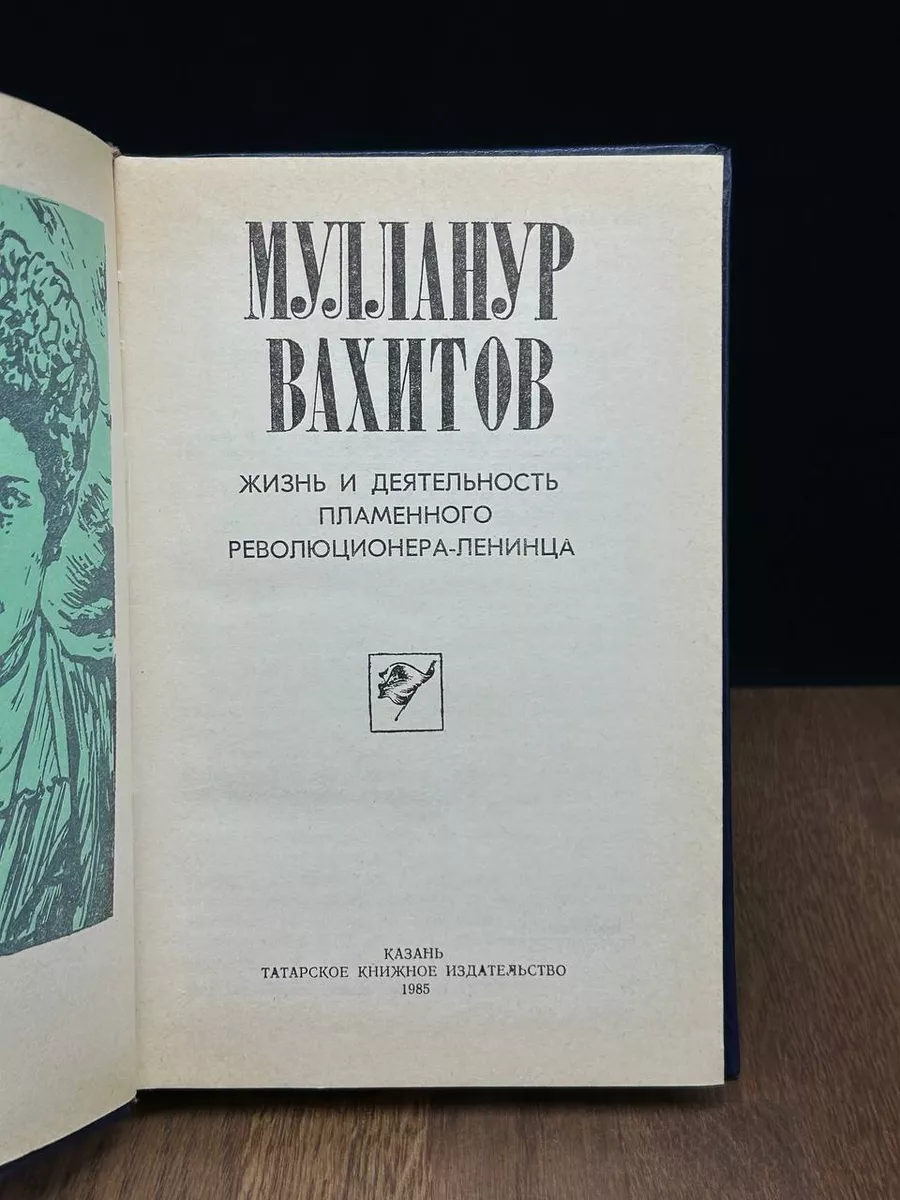 МУЛЛАНУР
ВАХИТОВ
ЖИЗНЬ И ДЕЯТЕЛЬНОСТЬ
ПЛАМЕННОГО
РЕВОЛЮЦИОНЕРА-ЛЕНИНЦА
КАЗАНЬ
ТАТАРСКОЕ КНИЖНОЕ ИЗДАТЕЛЬСТВО
1985